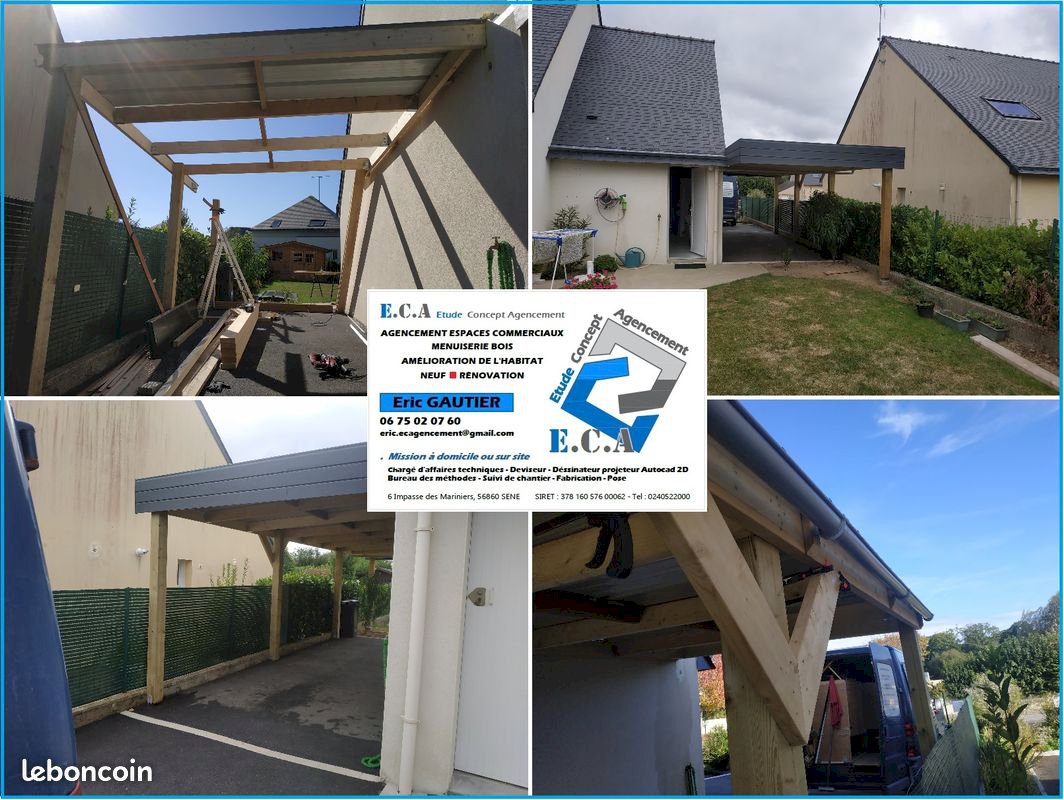 E.C.A Etude Concept Agencement
AGENCEMENT ESPACES COMMERCIAUX
MENUISERIE BOIS
AMÉLIORATION DE L'HABITAT
NEUF RENOVATION
Eric GAUTIER
06 75 02 07 60
eric.ecagencement@gmail.com
. Mission à domicile ou sur site
Chargé d'affaires techniques - Deviseur - Déssinateur projeteur Autocad 2D
Bureau des méthodes - Suivi de chantier - Fabrication - Pose
6 Impasse des Mariniers, 56860 SENE SIRET : 378 160 576 00062 - Tel : 0240522000
Etude Concept Agencement
E.C.A
leboncoin